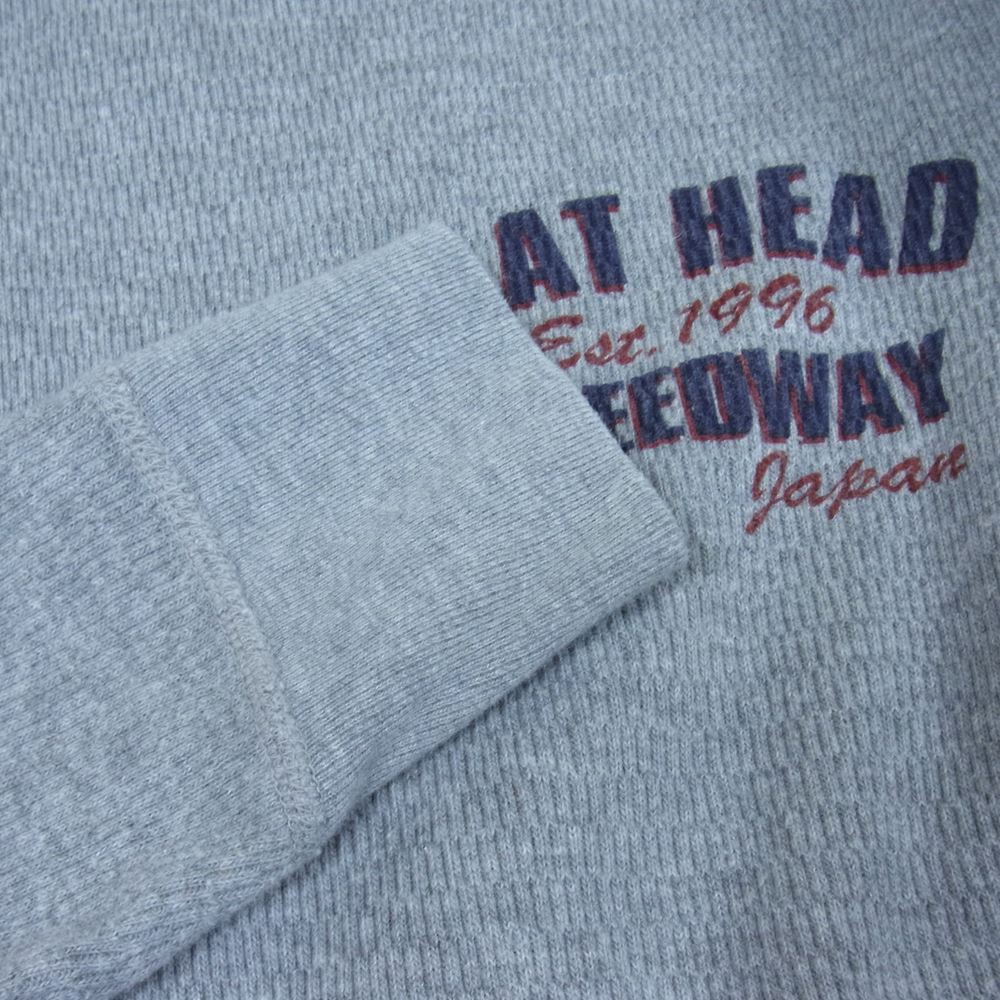 AT HEAD
Est. 1996
EEDWAY
Japan